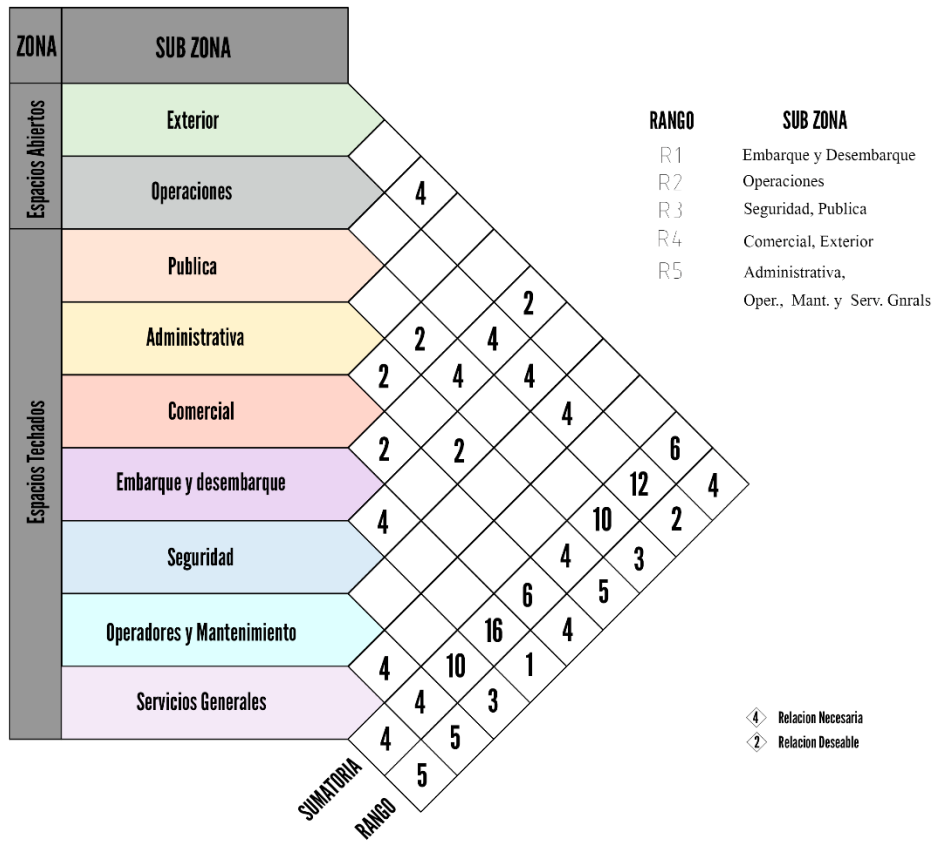 ZONA
SUB ZONA
Espacios Abiertos
Exterior
Operaciones
Espacios Techados
Publica
Administrativa
Comercial
Embarque y desembarque
Seguridad
Operadores y Mantenimiento
Servicios Generales
4
2
2
4
2
4
4
4
2
2
6
4
12
4
10
2
4
3
6
5
16
4
4
10
1
4
3
4
5
5
SUMATORIA
RANGO
RANGO
SUB ZONA
R1
Embarque y Desembarque
R2
Operaciones
R3
Seguridad, Publica
R4
Comercial, Exterior
R5
Administrativa,
Oper., Mant. y Serv. Gnrals
4 Relacion Necesaria
2 Relacion Deseable